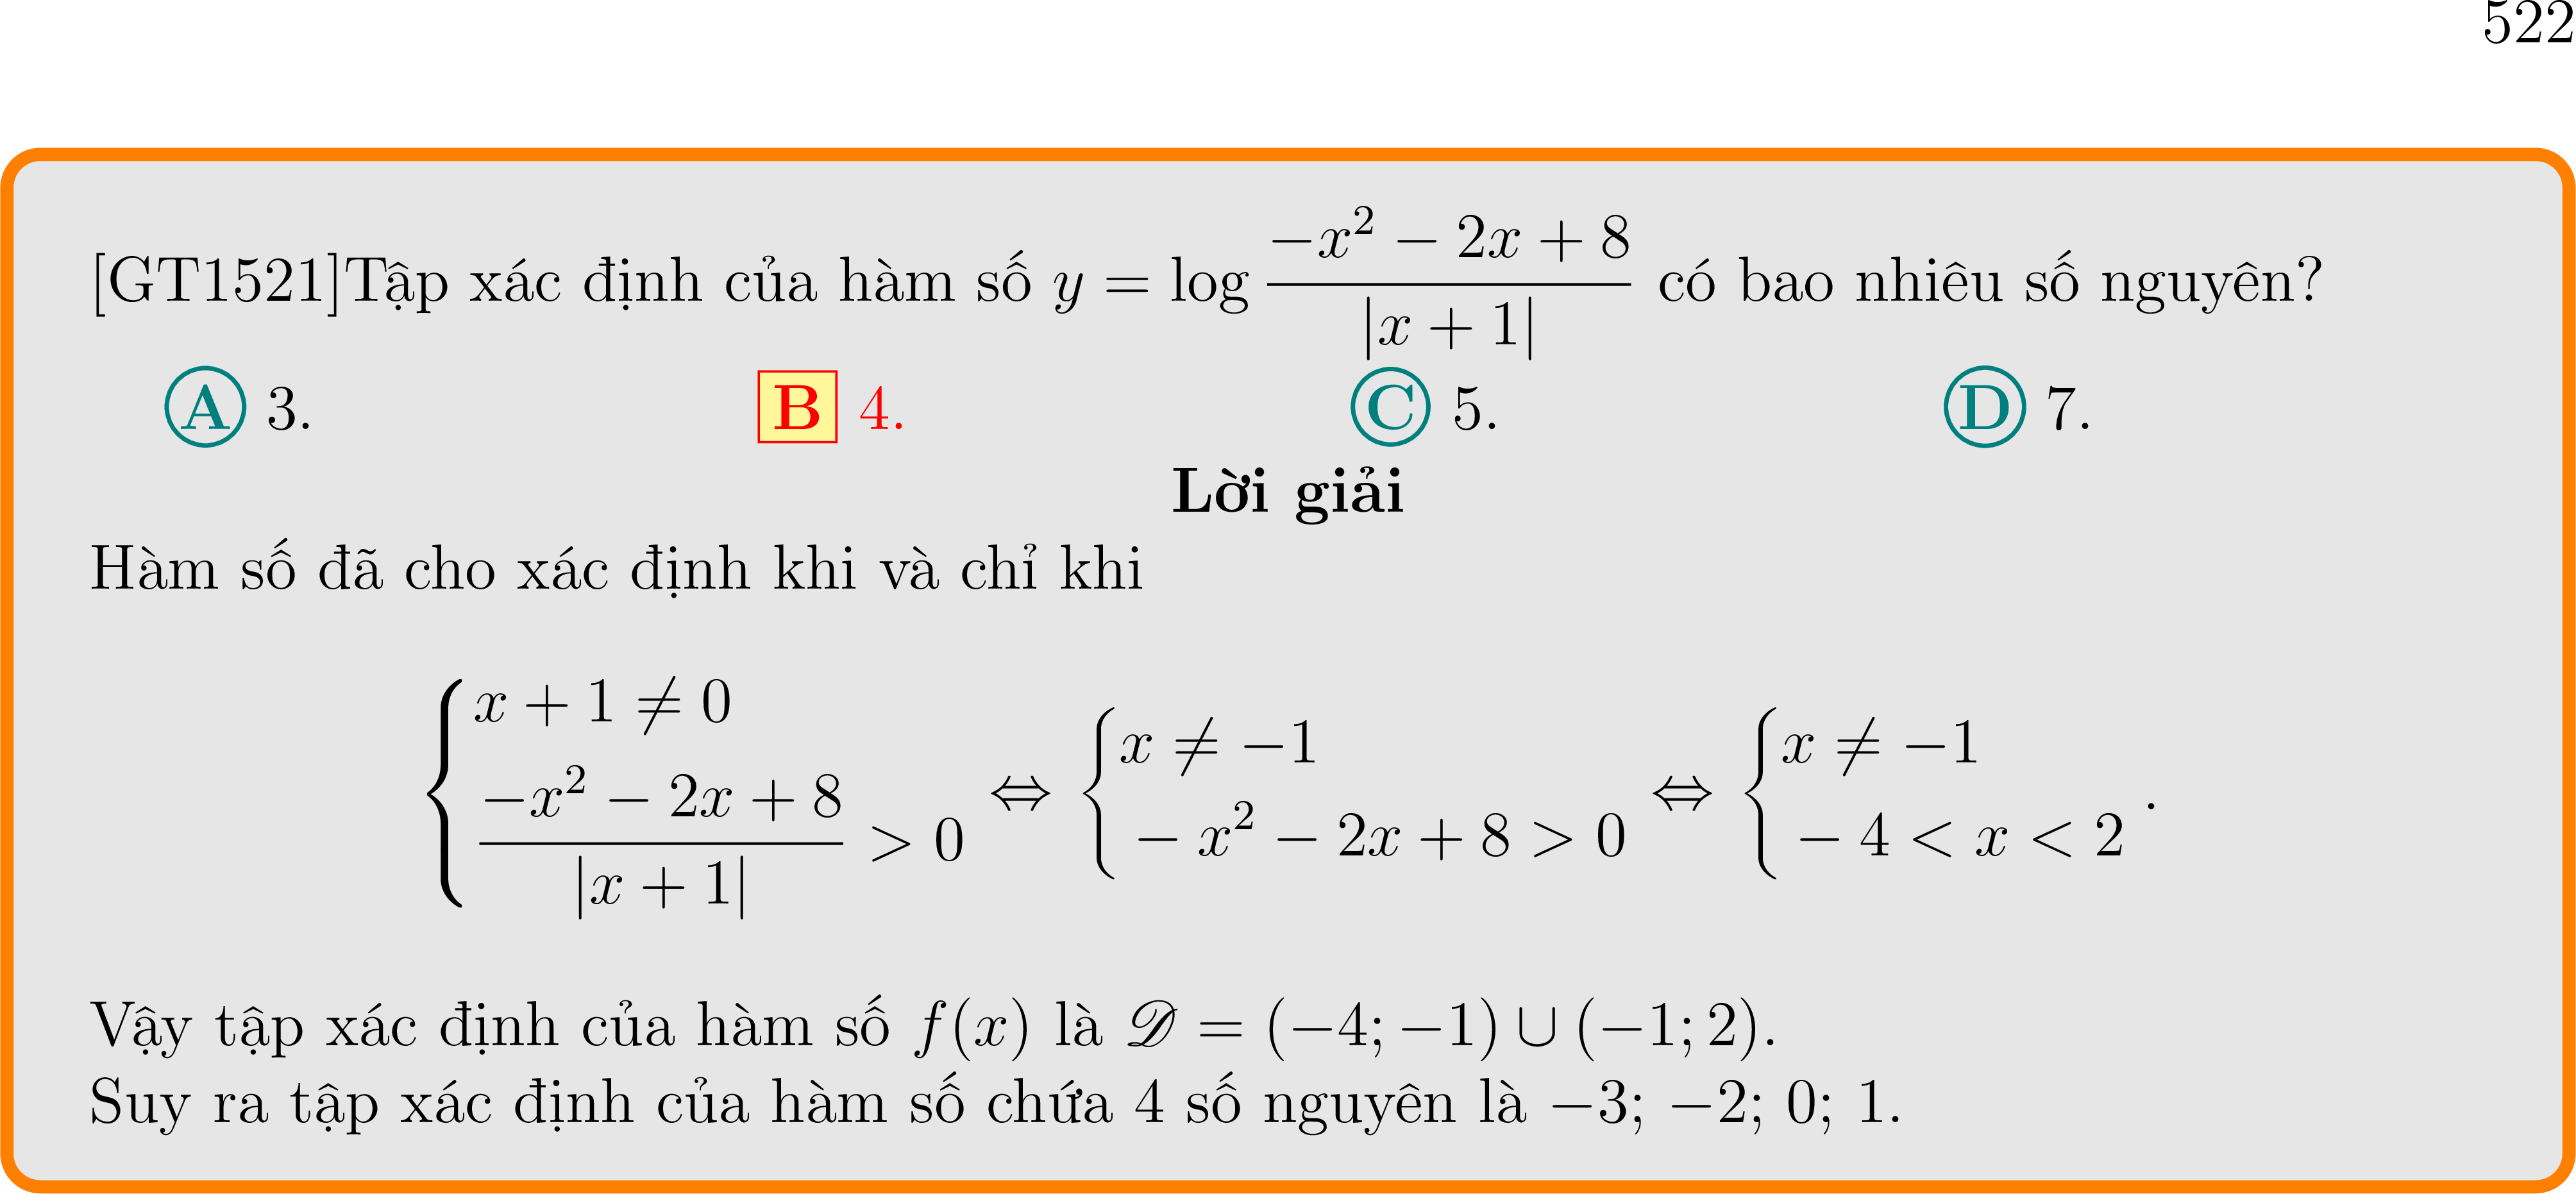 522
[GT1521]Tập xác định của hàm số $y = \log \dfrac{-x^2 - 2x + 8}{|x + 1|}$ có bao nhiêu số nguyên?
A 3. B 4. C 5. D 7.
Lời giải
Hàm số đã cho xác định khi và chỉ khi
$\begin{cases} x + 1 \neq 0 \\ \dfrac{-x^2 - 2x + 8}{|x + 1|} > 0 \end{cases} \Leftrightarrow \begin{cases} x \neq -1 \\ -x^2 - 2x + 8 > 0 \end{cases} \Leftrightarrow \begin{cases} x \neq -1 \\ -4 < x < 2 \end{cases}.$
Vậy tập xác định của hàm số $f(x)$ là $\mathscr{D} = (-4; -1) \cup (-1; 2)$.
Suy ra tập xác định của hàm số chứa 4 số nguyên là −3; −2; 0; 1.